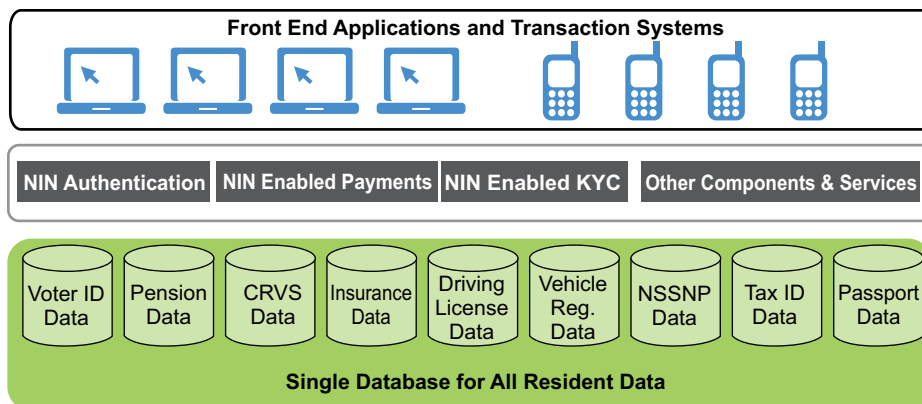 Front End Applications and Transaction Systems
NIN Authentication
NIN Enabled Payments
NIN Enabled KYC
Other Components & Services
Voter ID
Data
Pension
Data
CRVS
Data
Insurance
Data
Driving
License
Data
Vehicle
Reg.
Data
NSSNP
Data
Tax ID
Data
Passport
Data
Single Database for All Resident Data